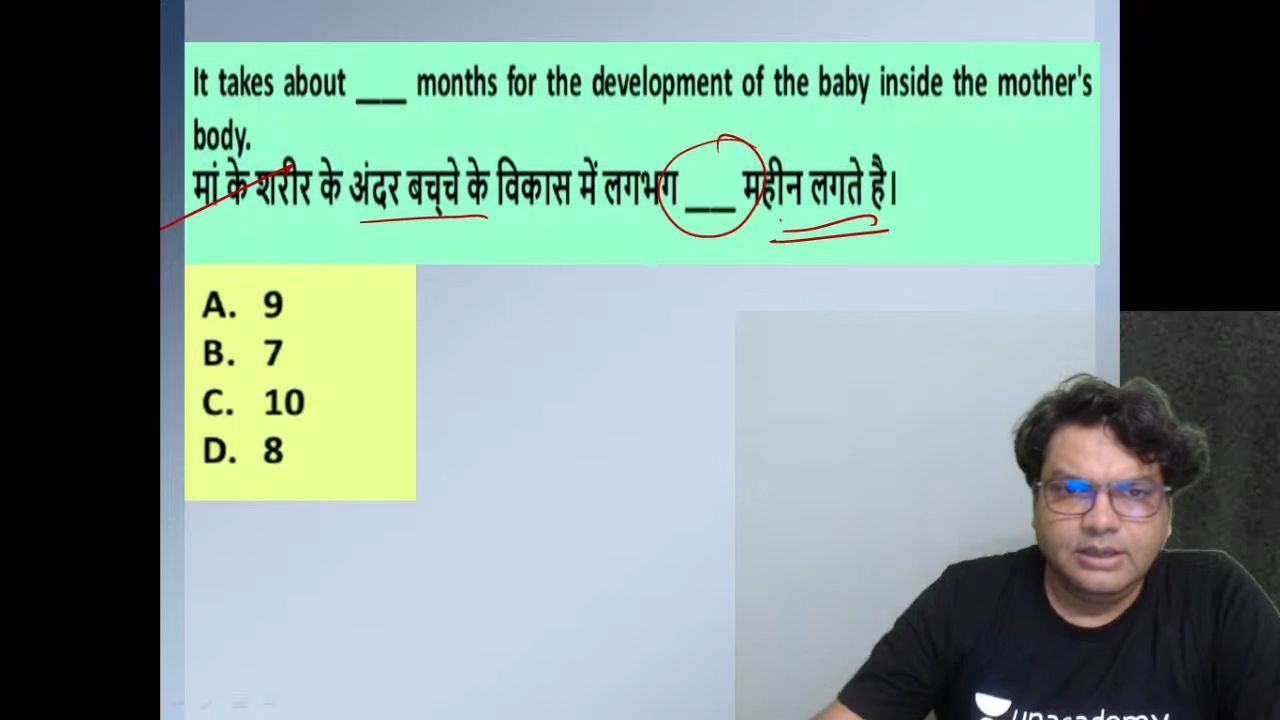 It takes about ___ months for the development of the baby inside the mother's
body.
मां के शरीर के अंदर बच्चे के विकास में लगभग ___ महीन लगते है।
A. 9
B. 7
C. 10
D. 8
unacademy